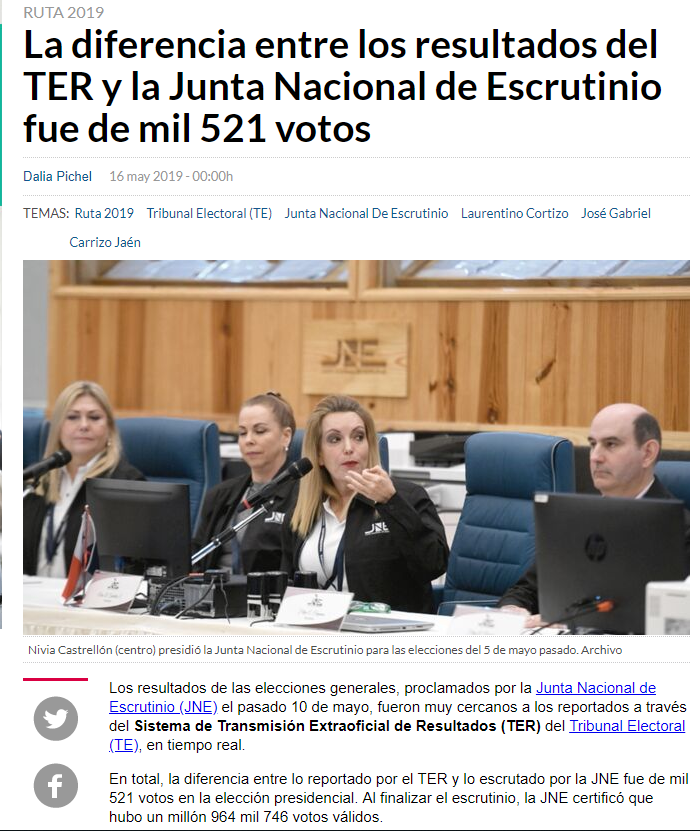 RUTA 2019
La diferencia entre los resultados del
TER y la Junta Nacional de Escrutinio
fue de mil 521 votos
Dalia Pichel 16 may 2019 - 00:00h
TEMAS: Ruta 2019 Tribunal Electoral (TE) Junta Nacional De Escrutinio Laurentino Cortizo José Gabriel
Carrizo Jaén
JNE
JNE
JNE
hp
Nivia Castrellón (centro) presidió la Junta Nacional de Escrutinio para las elecciones del 5 de mayo pasado. Archivo
Los resultados de las elecciones generales, proclamados por la Junta Nacional de
Escrutinio (JNE) el pasado 10 de mayo, fueron muy cercanos a los reportados a través
del Sistema de Transmisión Extraoficial de Resultados (TER) del Tribunal Electoral
(TE), en tiempo real.
En total, la diferencia entre lo reportado por el TER y lo escrutado por la JNE fue de mil
521 votos en la elección presidencial. Al finalizar el escrutinio, la JNE certificó que
hubo un millón 964 mil 746 votos válidos.